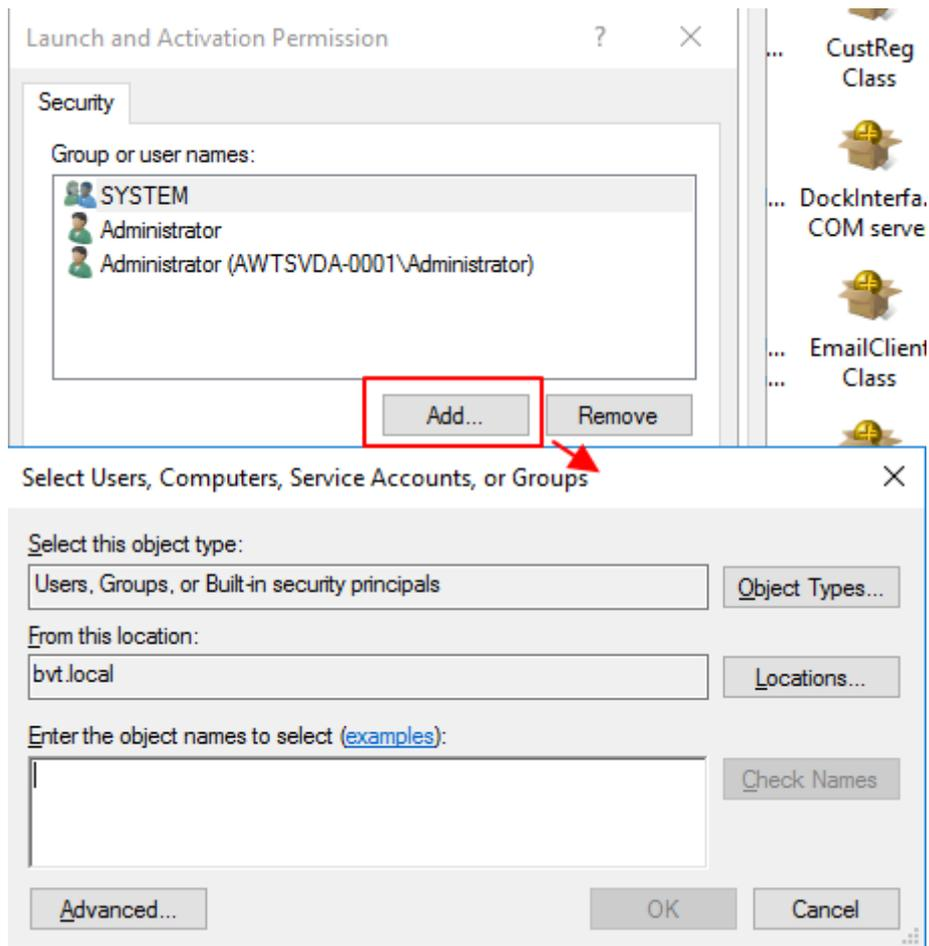 Launch and Activation Permission
?
Security
Group or user names:
SYSTEM
Administrator
Administrator (AWTSVDA-0001\Administrator)
Add...
Remove
...
CustReg
Class
...
DockInterfa.
COM serve
...
EmailClient
...
Class
Select Users, Computers, Service Accounts, or Groups
Select this object type:
Users, Groups, or Built-in security principals
Object Types...
From this location:
bvt.local
Locations...
Enter the object names to select (examples):
Check Names
Advanced...
OK
Cancel